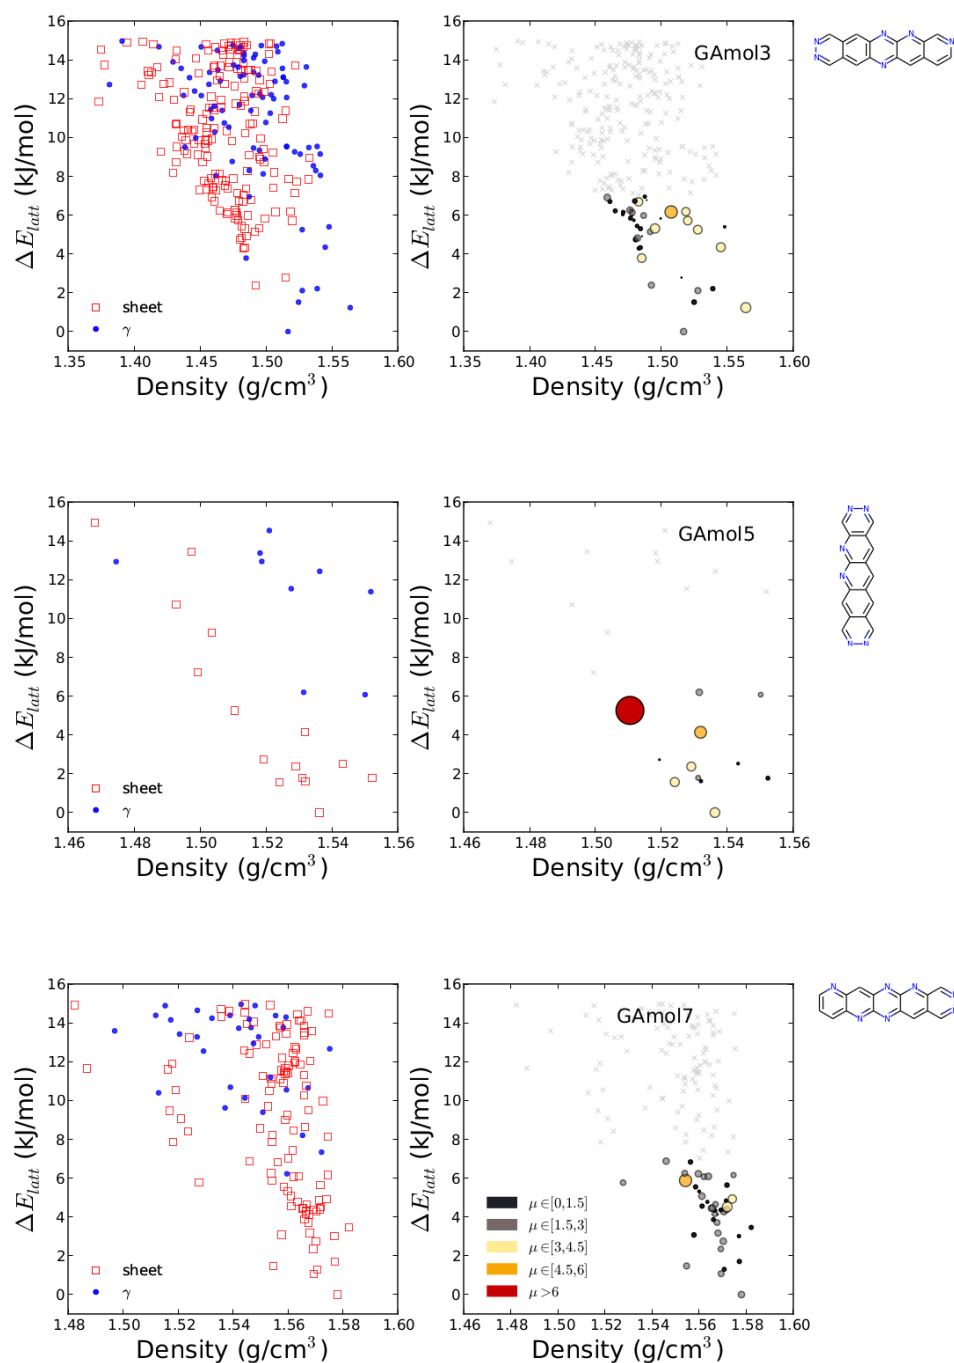 16
14
12
10
8
6
4
2
0
ΔE_latt (kJ/mol)
sheet
γ
1.35 1.40 1.45 1.50 1.55 1.60
Density (g/cm³)
16
14
12
10
8
6
4
2
0
ΔE_latt (kJ/mol)
GAmol3
1.35 1.40 1.45 1.50 1.55 1.60
Density (g/cm³)
N N N N N N
16
14
12
10
8
6
4
2
0
ΔE_latt (kJ/mol)
sheet
γ
1.46 1.48 1.50 1.52 1.54 1.56
Density (g/cm³)
16
14
12
10
8
6
4
2
0
ΔE_latt (kJ/mol)
GAmol5
1.46 1.48 1.50 1.52 1.54 1.56
Density (g/cm³)
N N
N
N
N N
16
14
12
10
8
6
4
2
0
ΔE_latt (kJ/mol)
sheet
γ
1.48 1.50 1.52 1.54 1.56 1.58 1.60
Density (g/cm³)
16
14
12
10
8
6
4
2
0
ΔE_latt (kJ/mol)
GAmol7
μ∈[0,1.5]
μ∈[1.5,3]
μ∈[3,4.5]
μ∈[4.5,6]
μ>6
1.46 1.48 1.50 1.52 1.54 1.56 1.58 1.60
Density (g/cm³)
N N N N
N N N